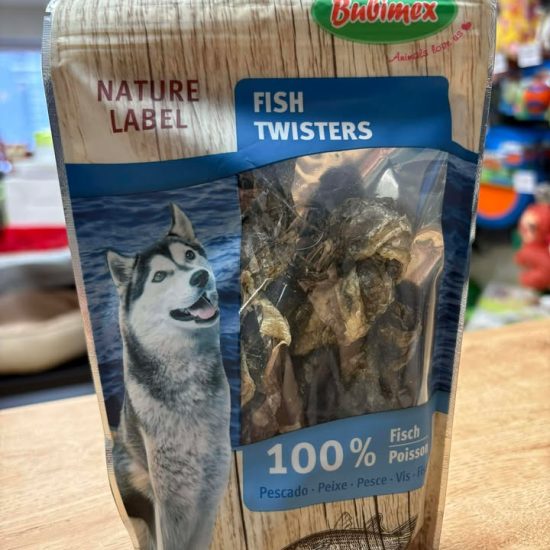 Bubimex
Animals love us
NATURE
LABEL
FISH
TWISTERS
100 %
Fisch
Poisson
Pescado · Peixe · Pesce · Vis ·